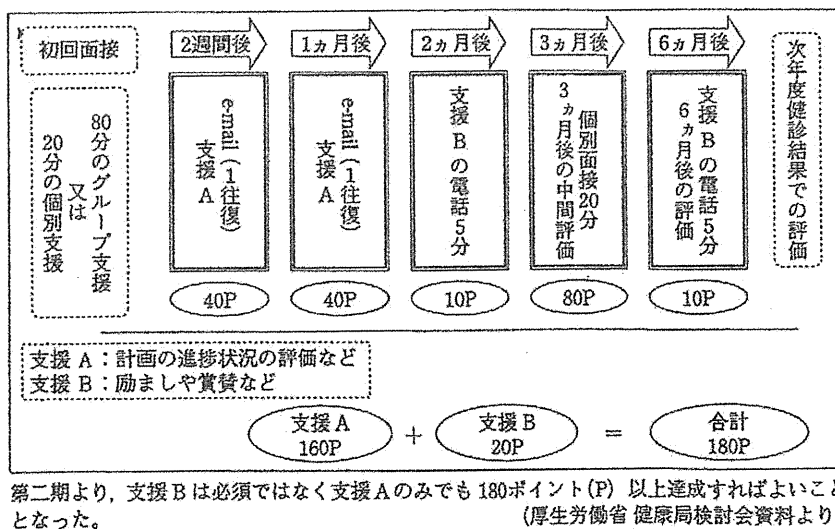 初回面接
80分のグループ支援
又は
20分の個別支援
2週間後
e-mail (1往復)
支援A
40P
1ヵ月後
e-mail (1往復)
支援A
40P
2ヵ月後
支援Bの電話5分
10P
3ヵ月後
個別面接20分
3ヵ月後の中間評価
80P
6ヵ月後
支援Bの電話5分
6ヵ月後の評価
10P
次年度健診結果での評価
支援A:計画の進捗状況の評価など
支援B:励ましや賞賛など
支援A
160P
+
支援B
20P
=
合計
180P
第二期より,支援Bは必須ではなく支援Aのみでも180ポイント(P) 以上達成すればよいこと
となった。
(厚生労働省 健康局検討会資料より